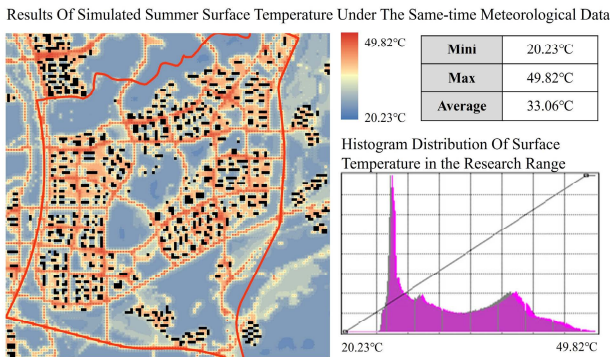 Results Of Simulated Summer Surface Temperature Under The Same-time Meteorological Data
49.82℃
20.23℃
Mini 20.23℃
Max 49.82℃
Average 33.06℃
Histogram Distribution Of Surface
Temperature in the Research Range
20.23℃ 49.82℃